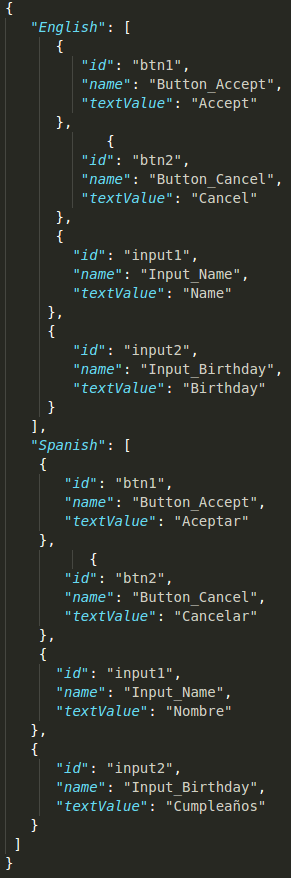 {
"English": [
{
"id": "btn1",
"name": "Button_Accept",
"textValue": "Accept"
},
{
"id": "btn2",
"name": "Button_Cancel",
"textValue": "Cancel"
},
{
"id": "input1",
"name": "Input_Name",
"textValue": "Name"
},
{
"id": "input2",
"name": "Input_Birthday",
"textValue": "Birthday"
}
],
"Spanish": [
{
"id": "btn1",
"name": "Button_Accept",
"textValue": "Aceptar"
},
{
"id": "btn2",
"name": "Button_Cancel",
"textValue": "Cancelar"
},
{
"id": "input1",
"name": "Input_Name",
"textValue": "Nombre"
},
{
"id": "input2",
"name": "Input_Birthday",
"textValue": "Cumpleaños"
}
]
}